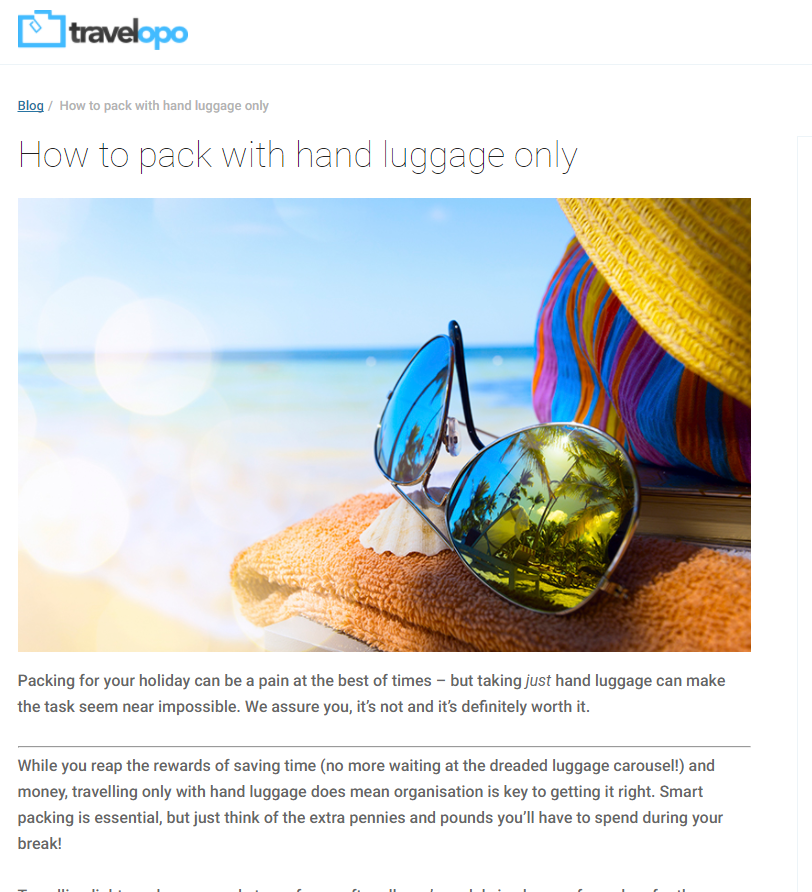 travelopo
Blog / How to pack with hand luggage only
How to pack with hand luggage only
Packing for your holiday can be a pain at the best of times – but taking just hand luggage can make
the task seem near impossible. We assure you, it’s not and it’s definitely worth it.
While you reap the rewards of saving time (no more waiting at the dreaded luggage carousel!) and
money, travelling only with hand luggage does mean organisation is key to getting it right. Smart
packing is essential, but just think of the extra pennies and pounds you’ll have to spend during your
break!